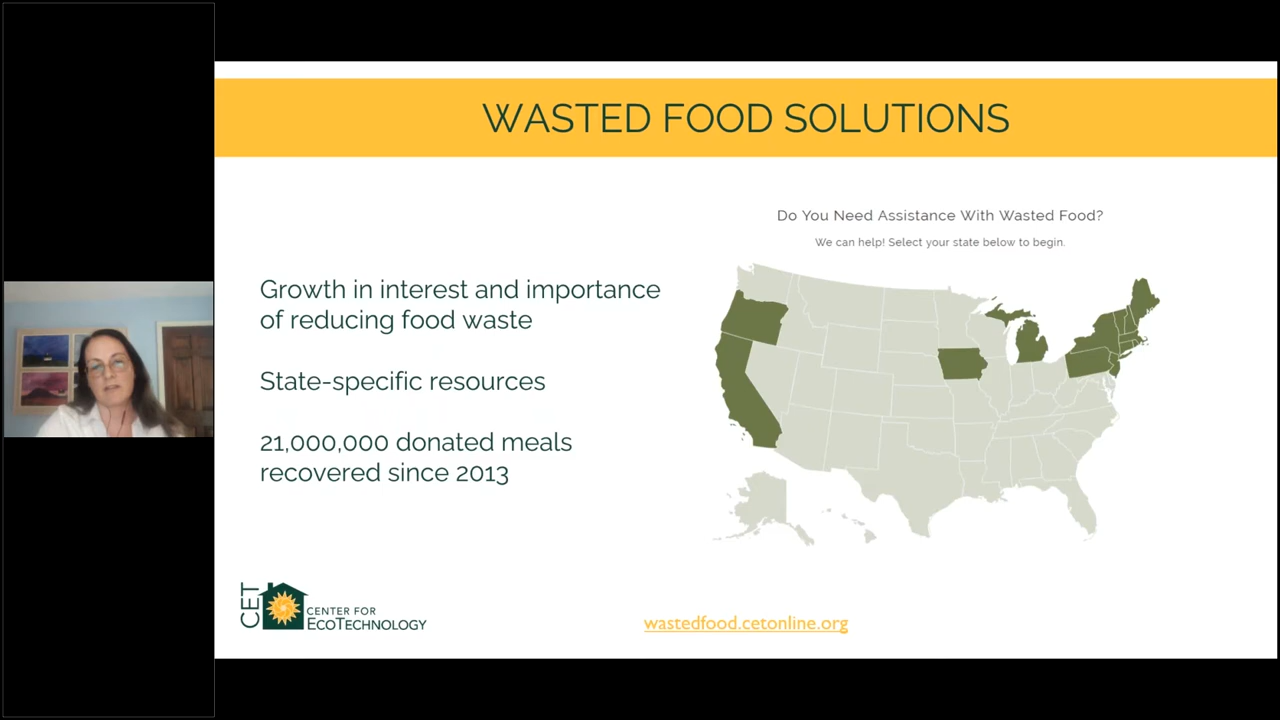 WASTED FOOD SOLUTIONS
Do You Need Assistance With Wasted Food?
We can help! Select your state below to begin.
Growth in interest and importance
of reducing food waste
State-specific resources
21,000,000 donated meals
recovered since 2013
CET
CENTER FOR
ECOTECHNOLOGY
wastedfood.cetonline.org